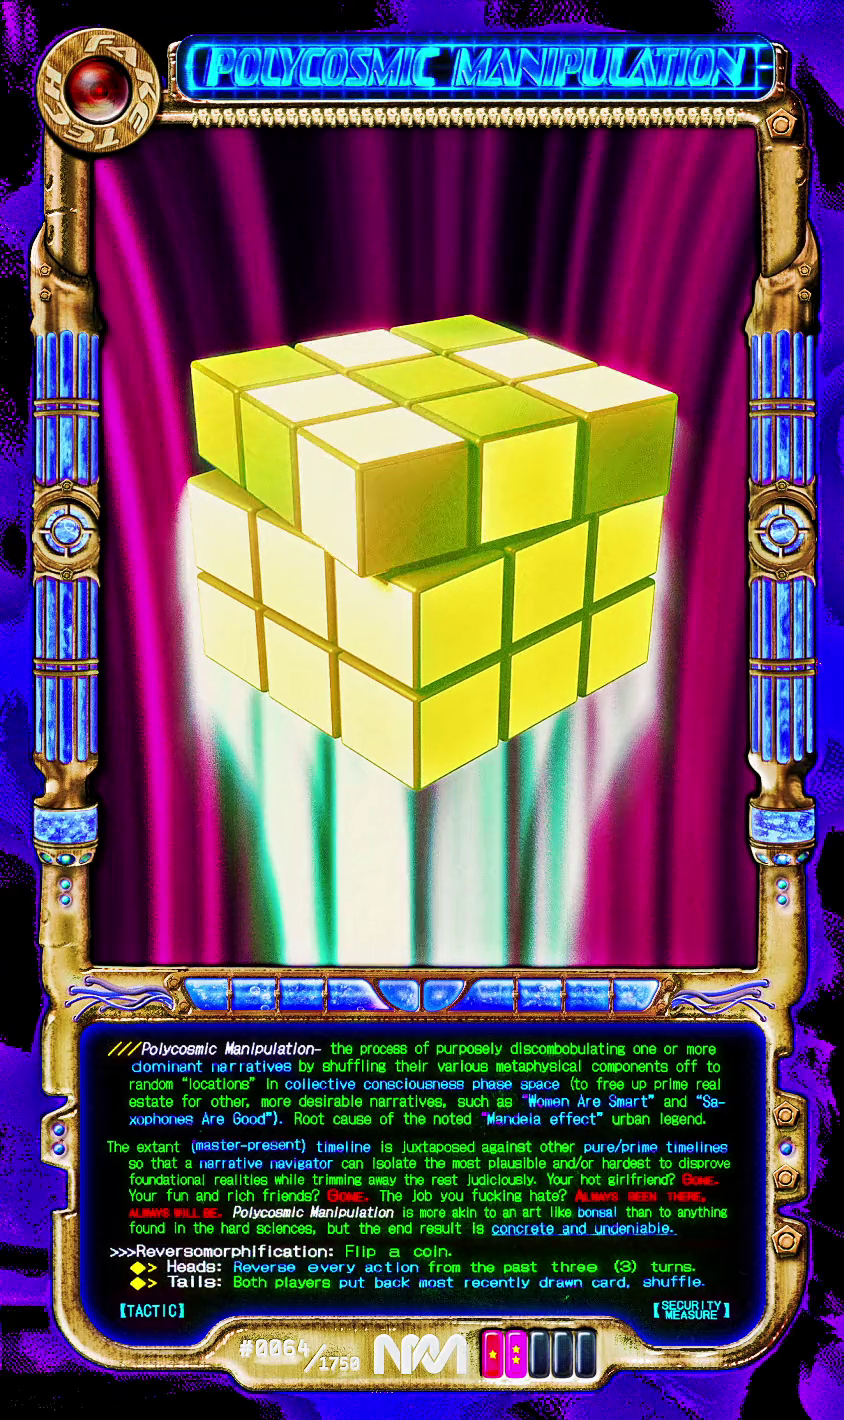 FAKE TECH
POLYCOSMIC MANIPULATION
///Polycosmic Manipulation- the process of purposely discombobulating one or more
dominant narratives by shuffling their various metaphysical components off to
random "locations" in collective consciousness phase space (to free up prime real
estate for other, more desirable narratives, such as "Women Are Smart" and "Sa-
xophones Are Good"). Root cause of the noted "Mandela effect" urban legend.
The extant (master-present) timeline is juxtaposed against other pure/prime timelines
so that a narrative navigator can isolate the most plausible and/or hardest to disprove
foundational realities while trimming away the rest judiciously. Your hot girlfriend? GONE.
Your fun and rich friends? GONE. The job you fucking hate? ALWAYS BEEN THERE,
ALWAYS WILL BE. Polycosmic Manipulation is more akin to an art like bonsai than to anything
found in the hard sciences, but the end result is concrete and undeniable.
>>>Reversomorphification: Flip a coin.
◆> Heads: Reverse every action from the past three (3) turns.
◆> Tails: Both players put back most recently drawn card, shuffle.
【TACTIC】
【SECURITY MEASURE】
#0064/1750 NM